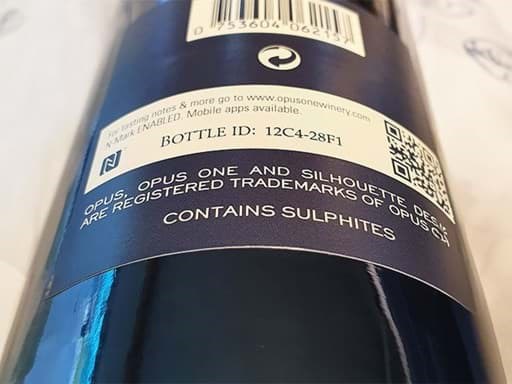 0 753604 062137
For tasting notes & more go to www.opusonewinery.com
N-Mark ENABLED. Mobile apps available.
BOTTLE ID: 12C4-28F1
OPUS, OPUS ONE AND SILHOUETTE DESIG
ARE REGISTERED TRADEMARKS OF OPUS ON
CONTAINS SULPHITES